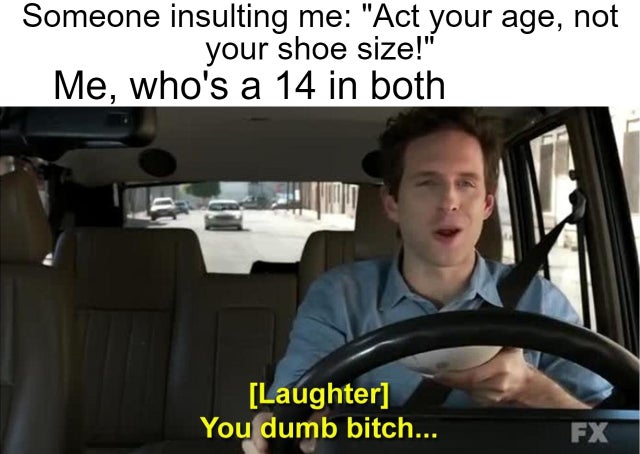 Someone insulting me: "Act your age, not
your shoe size!"
Me, who's a 14 in both
[Laughter]
You dumb bitch...
FX